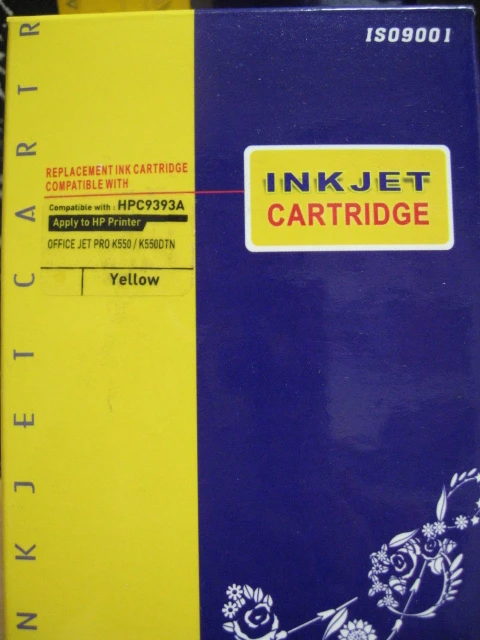 ISO9001
REPLACEMENT INK CARTRIDGE
COMPATIBLE WITH
Compatible with : HPC9393A
Apply to HP Printer
OFFICE JET PRO K550 / K550DTN
Yellow
INKJET
CARTRIDGE
NKJET CARTR